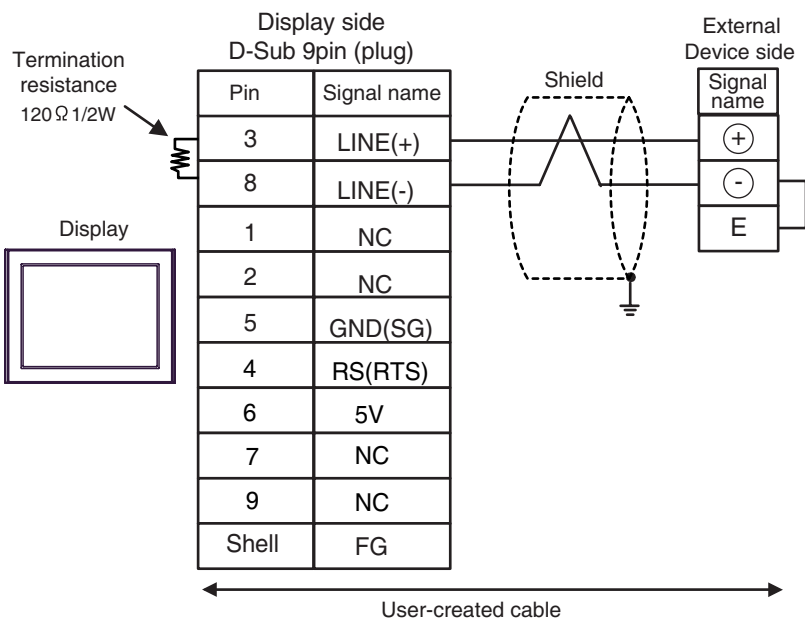 Display side
D-Sub 9pin (plug)
External
Device side
Termination
resistance
120Ω 1/2W
Shield
Pin Signal name
Signal
name
3 LINE(+)
+
8 LINE(-)
-
Display
1 NC
E
2 NC
5 GND(SG)
4 RS(RTS)
6 5V
7 NC
9 NC
Shell FG
User-created cable